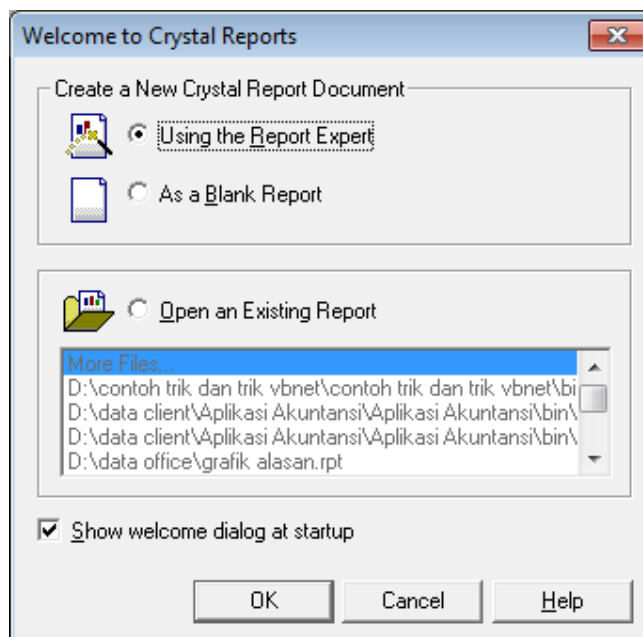 Welcome to Crystal Reports
Create a New Crystal Report Document
Using the Report Expert
As a Blank Report
Open an Existing Report
More Files...
D:\contoh trik dan trik vbnet\contoh trik dan trik vbnet\bi
D:\data client\Aplikasi Akuntansi\Aplikasi Akuntansi\bin\
D:\data client\Aplikasi Akuntansi\Aplikasi Akuntansi\bin\
D:\data office\grafik alasan.rpt
Show welcome dialog at startup
OK Cancel Help